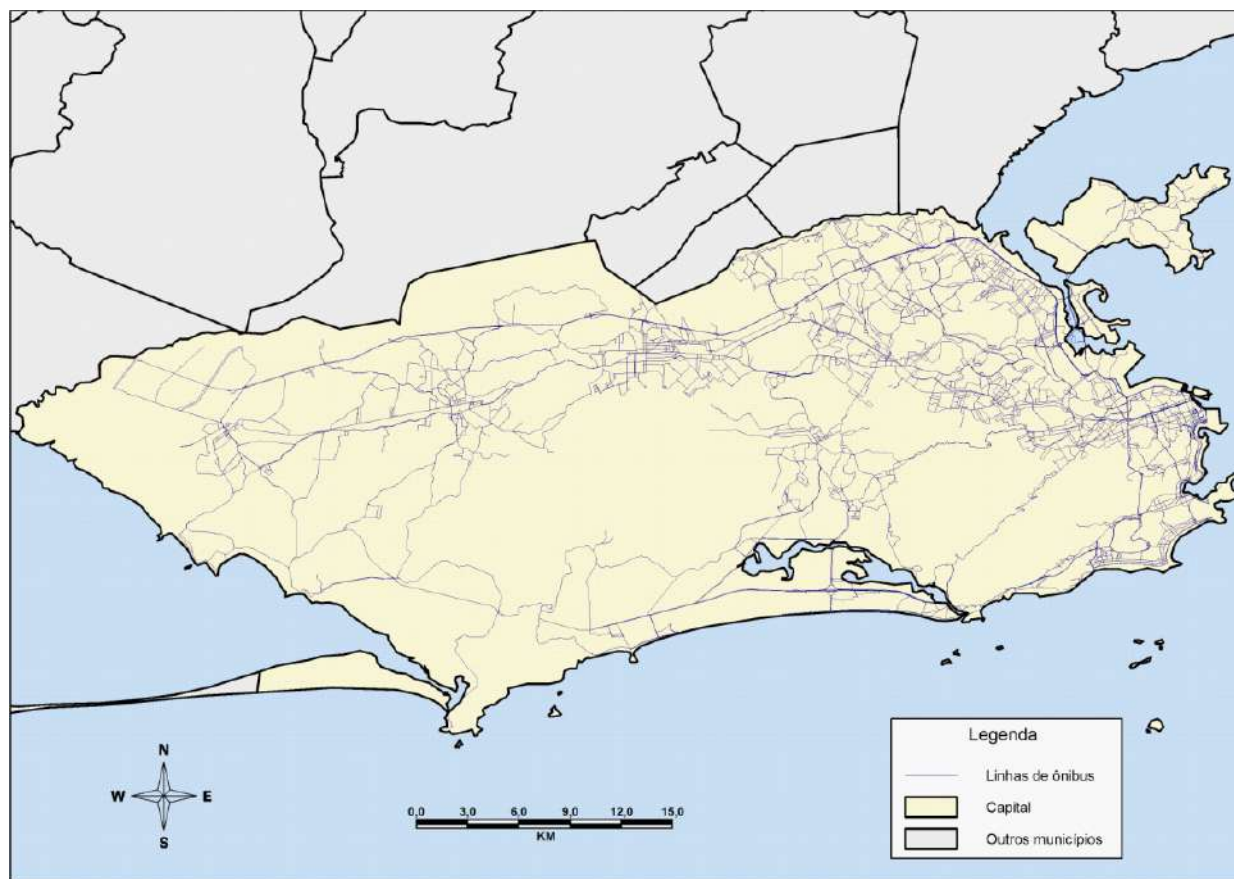 N
W E
S
0,0 3,0 6,0 9,0 12,0 15,0
KM
Legenda
Linhas de ônibus
Capital
Outros municípios